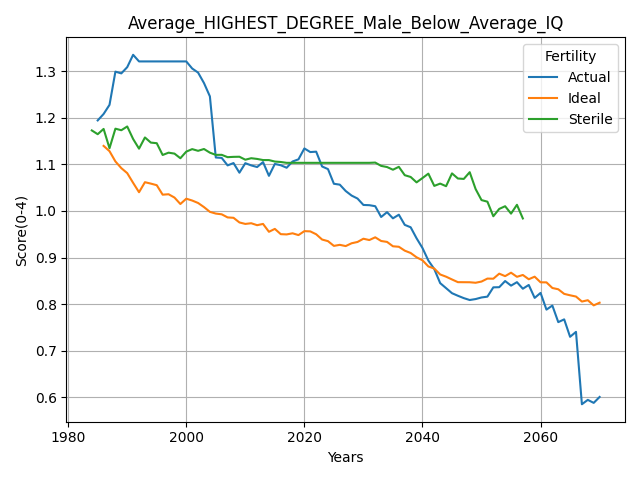 Average_HIGHEST_DEGREE_Male_Below_Average_IQ
Fertility
Actual
Ideal
Sterile
Score(0-4)
1.3
1.2
1.1
1.0
0.9
0.8
0.7
0.6
1980
2000
2020
2040
2060
Years